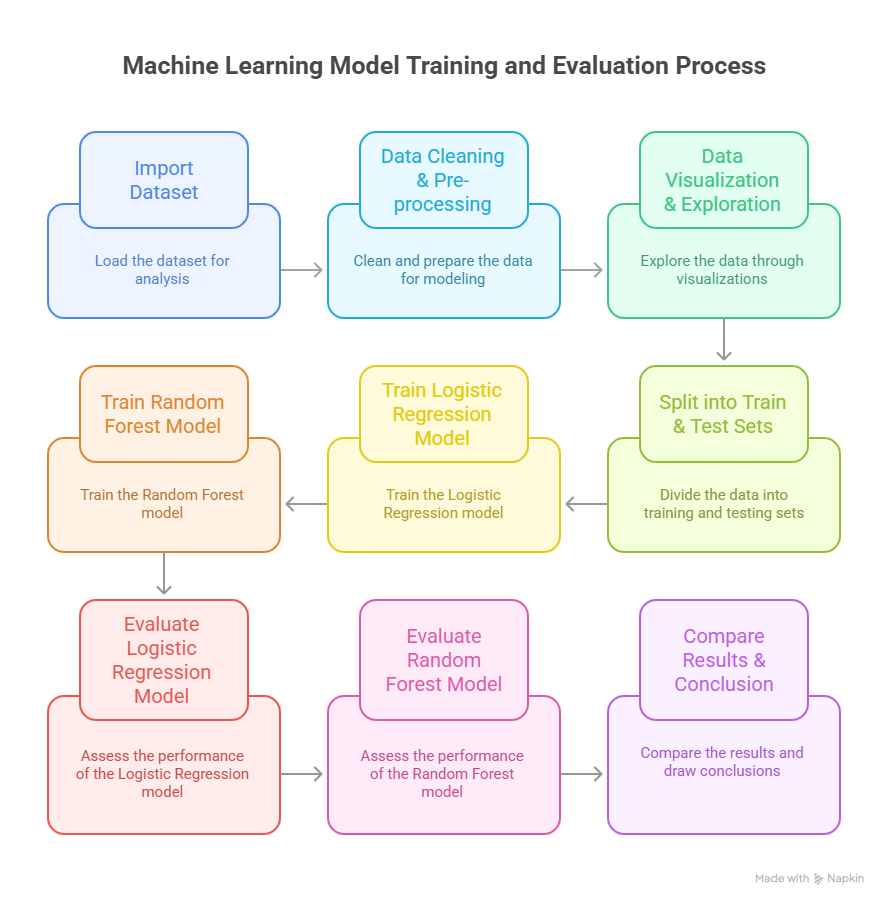 Machine Learning Model Training and Evaluation Process
Import
Dataset
Load the dataset for
analysis
Data Cleaning
& Pre-
processing
Clean and prepare the data
for modeling
Data
Visualization
& Exploration
Explore the data through
visualizations
Split into Train
& Test Sets
Divide the data into
training and testing sets
Train Logistic
Regression
Model
Train the Logistic
Regression model
Train Random
Forest Model
Train the Random Forest
model
Evaluate
Logistic
Regression
Model
Assess the performance
of the Logistic Regression
model
Evaluate
Random
Forest Model
Assess the performance
of the Random Forest
model
Compare
Results &
Conclusion
Compare the results and
draw conclusions
Made with Napkin